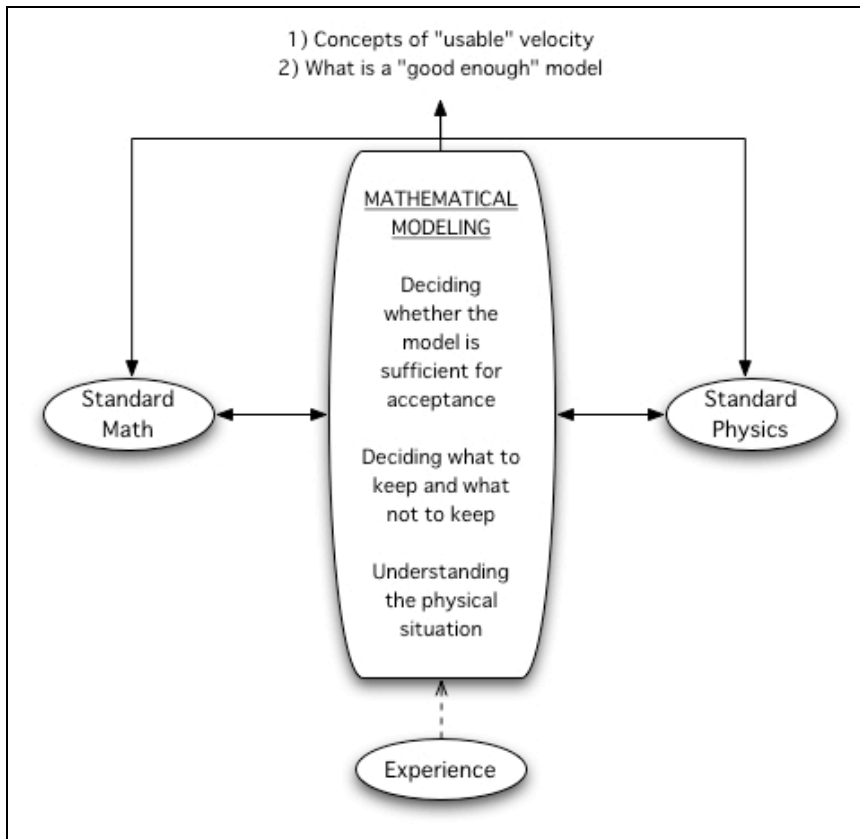 1) Concepts of "usable" velocity
2) What is a "good enough" model
MATHEMATICAL
MODELING
Deciding
whether the
model is
sufficient for
acceptance
Deciding what to
keep and what
not to keep
Understanding
the physical
situation
Standard
Math
Standard
Physics
Experience